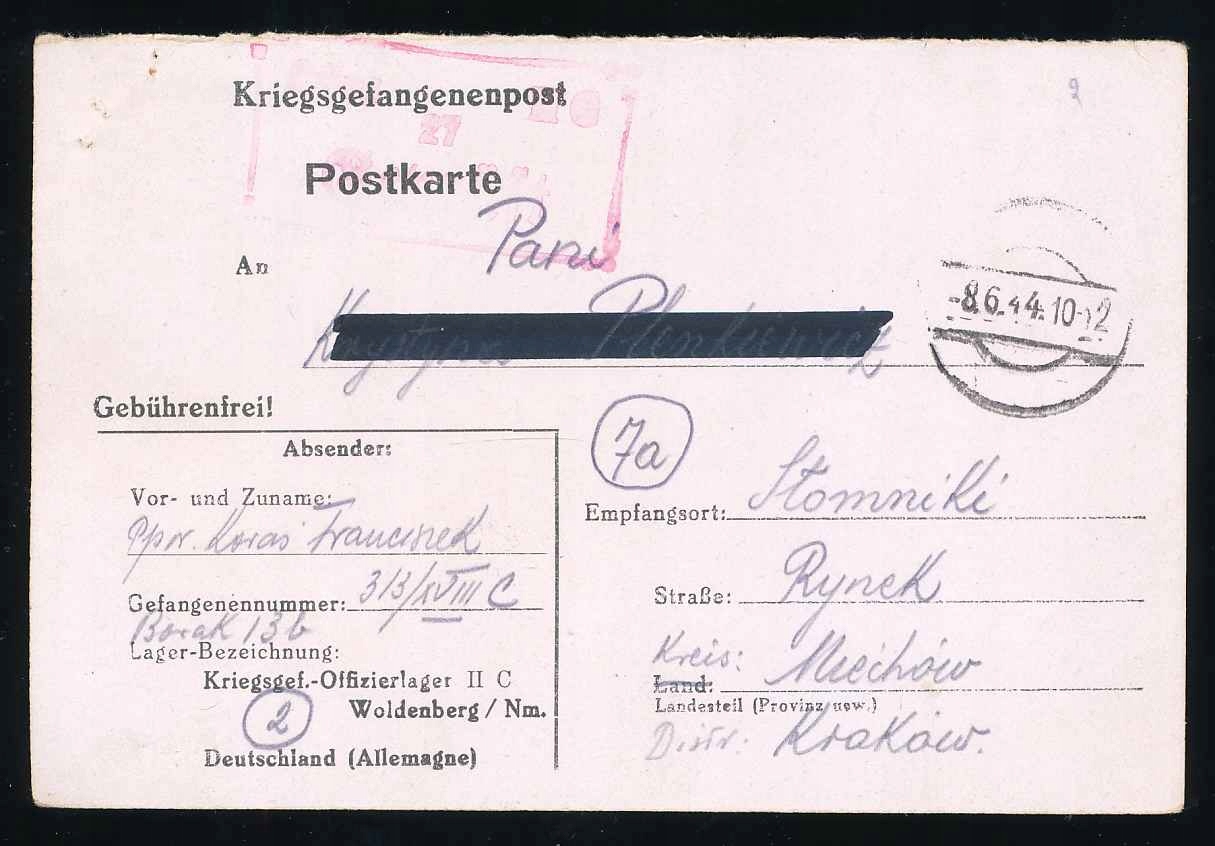 Kriegsgefangenenpost
27
Postkarte
Pani
An
-8.6.44.10-12
Gebührenfrei!
7a
Absender:
Vor- und Zuname:
Ppor. Koraś Franciszek
Empfangsort: Słomniki
Gefangenennummer: 313/XVIII C
Straße: Rynek
Barak 13b
Lager-Bezeichnung:
Kreis: Miechów
Land:
Kriegsgef.-Offizierlager II C
Landesteil (Provinz usw.)
2
Woldenberg / Nm.
Distr. Kraków.
Deutschland (Allemagne)